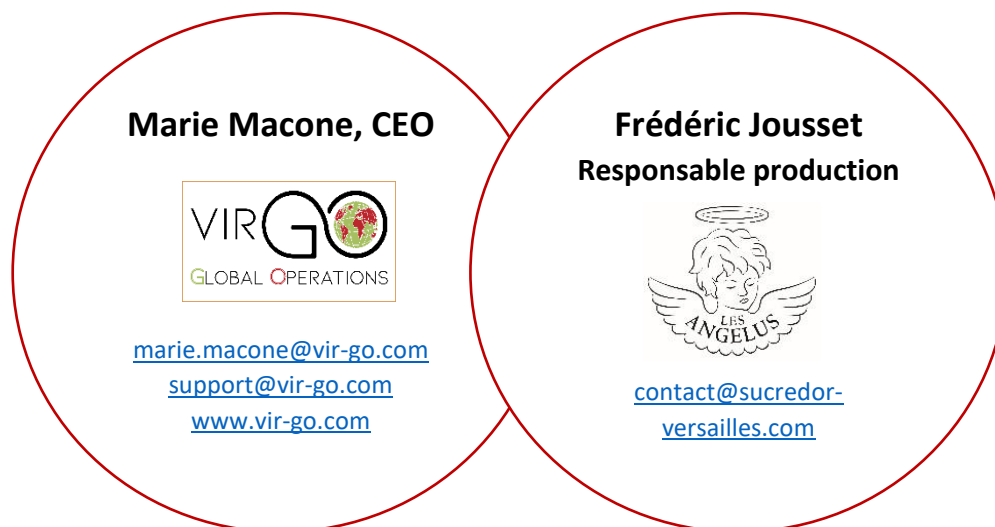 Marie Macone, CEO
VIRGO
GLOBAL OPERATIONS
marie.macone@vir-go.com
support@vir-go.com
www.vir-go.com
Frédéric Jousset
Responsable production
LES
ANGELUS
contact@sucredor-
versailles.com